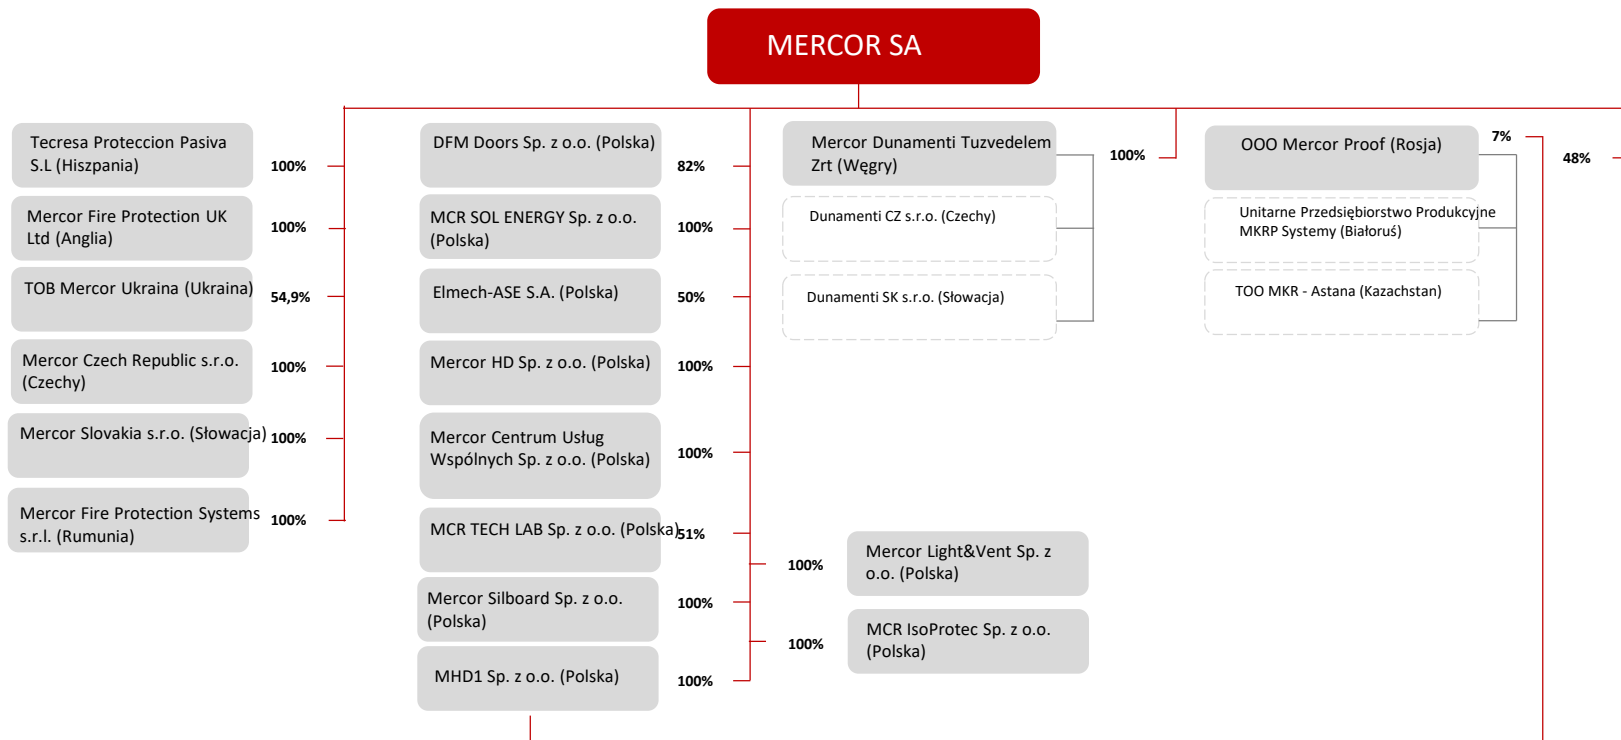 MERCOR SA
Tecresa Proteccion Pasiva
S.L (Hiszpania)
100%
Mercor Fire Protection UK
Ltd (Anglia)
100%
TOB Mercor Ukraina (Ukraina)
54,9%
Mercor Czech Republic s.r.o.
(Czechy)
100%
Mercor Slovakia s.r.o. (Słowacja)
100%
Mercor Fire Protection Systems
s.r.l. (Rumunia)
100%
DFM Doors Sp. z o.o. (Polska)
82%
MCR SOL ENERGY Sp. z o.o.
(Polska)
100%
Elmech-ASE S.A. (Polska)
50%
Mercor HD Sp. z o.o. (Polska)
100%
Mercor Centrum Usług
Wspólnych Sp. z o.o. (Polska)
100%
MCR TECH LAB Sp. z o.o. (Polska)
51%
Mercor Silboard Sp. z o.o.
(Polska)
100%
MHD1 Sp. z o.o. (Polska)
100%
Mercor Dunamenti Tuzvedelem
Zrt (Węgry)
100%
Dunamenti CZ s.r.o. (Czechy)
Dunamenti SK s.r.o. (Słowacja)
100%
Mercor Light&Vent Sp. z
o.o. (Polska)
100%
MCR IsoProtec Sp. z o.o.
(Polska)
OOO Mercor Proof (Rosja)
7%
48%
Unitarne Przedsiębiorstwo Produkcyjne
MKRP Systemy (Białoruś)
TOO MKR - Astana (Kazachstan)